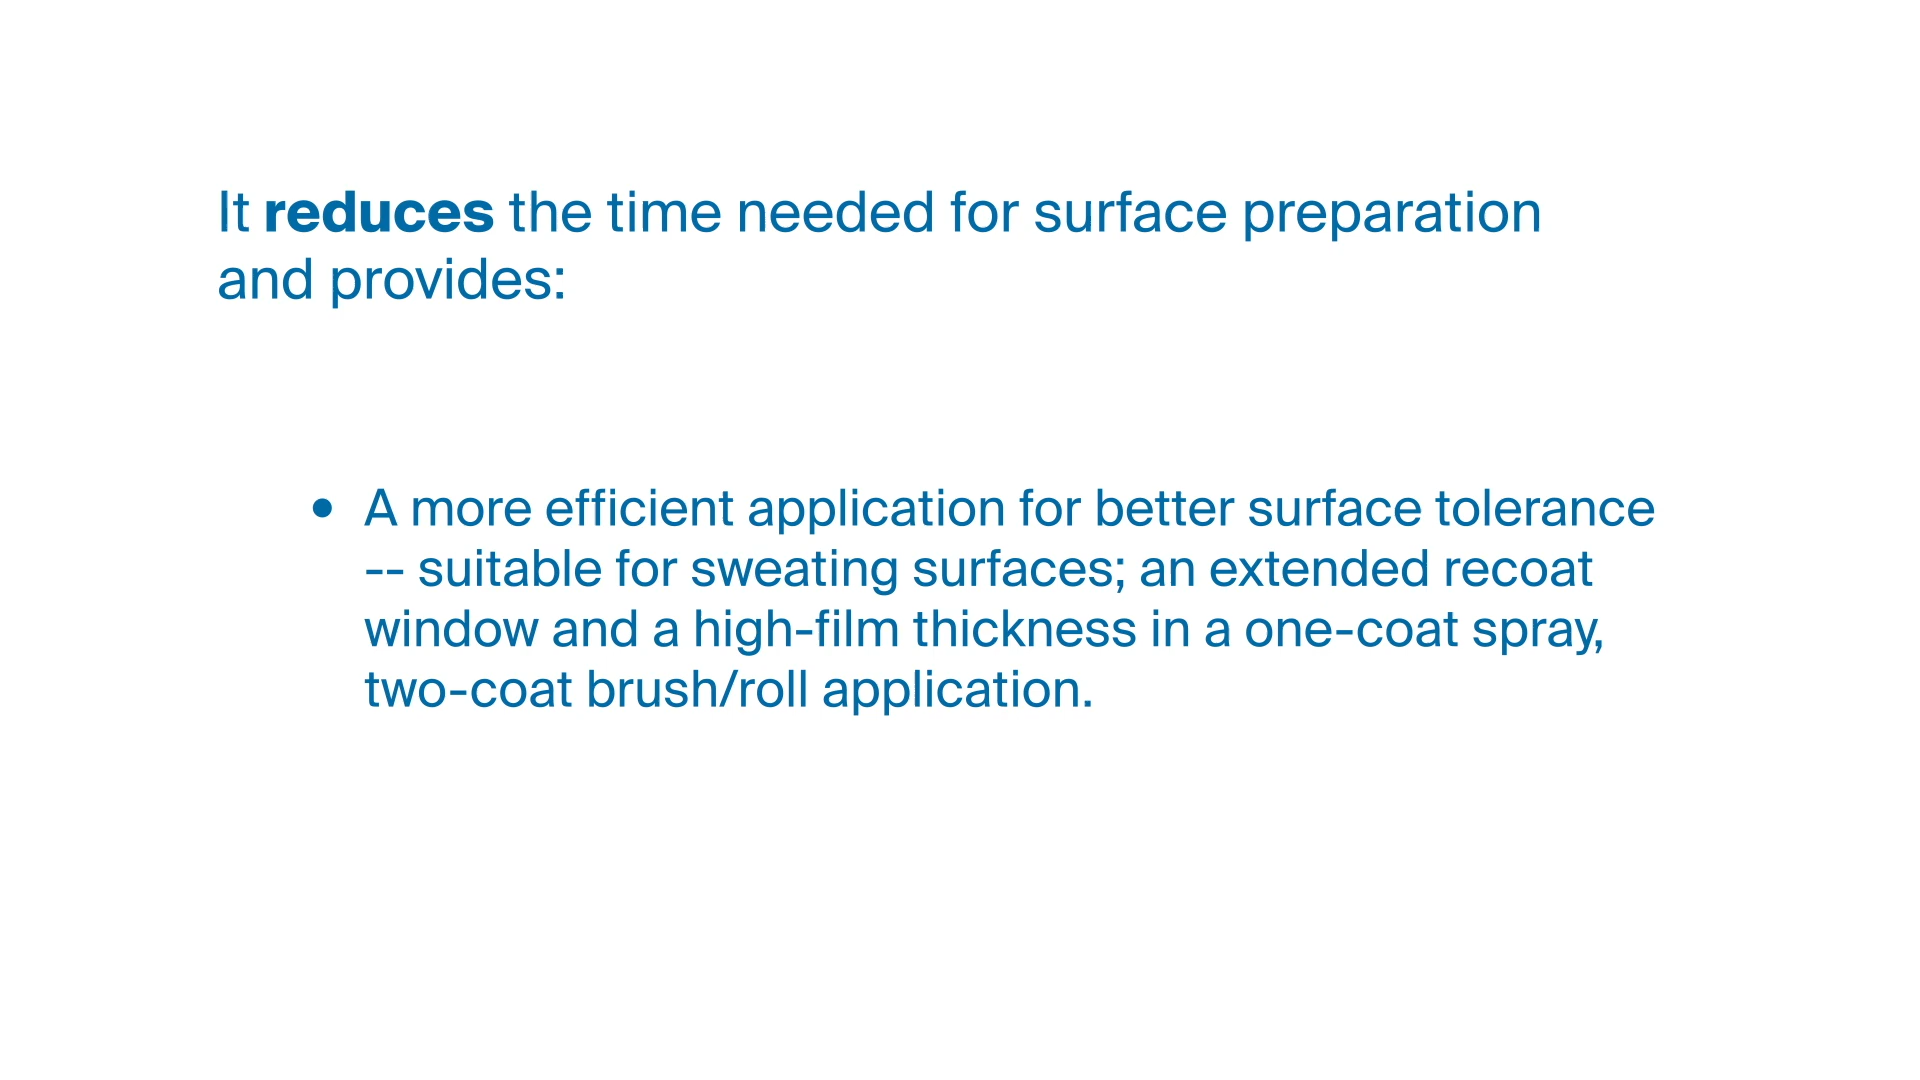 It reduces the time needed for surface preparation
and provides:
• A more efficient application for better surface tolerance
-- suitable for sweating surfaces; an extended recoat
window and a high-film thickness in a one-coat spray,
two-coat brush/roll application.